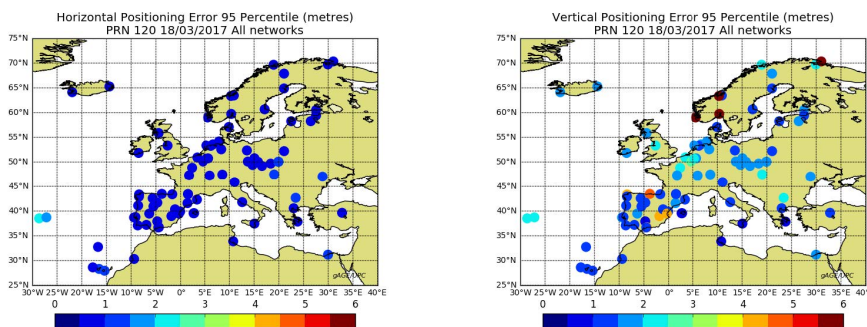 Horizontal Positioning Error 95 Percentile (metres)
PRN 120 18/03/2017 All networks
75°N
70°N
65°N
60°N
55°N
50°N
45°N
40°N
35°N
30°N
25°N
gAGE/UPC
30°W 25°W 20°W 15°W 10°W 5°W 0° 5°E 10°E 15°E 20°E 25°E 30°E 35°E 40°E
0 1 2 3 4 5 6
Vertical Positioning Error 95 Percentile (metres)
PRN 120 18/03/2017 All networks
75°N
70°N
65°N
60°N
55°N
50°N
45°N
40°N
35°N
30°N
25°N
gAGE/UPC
30°W 25°W 20°W 15°W 10°W 5°W 0° 5°E 10°E 15°E 20°E 25°E 30°E 35°E 40°E
0 1 2 3 4 5 6